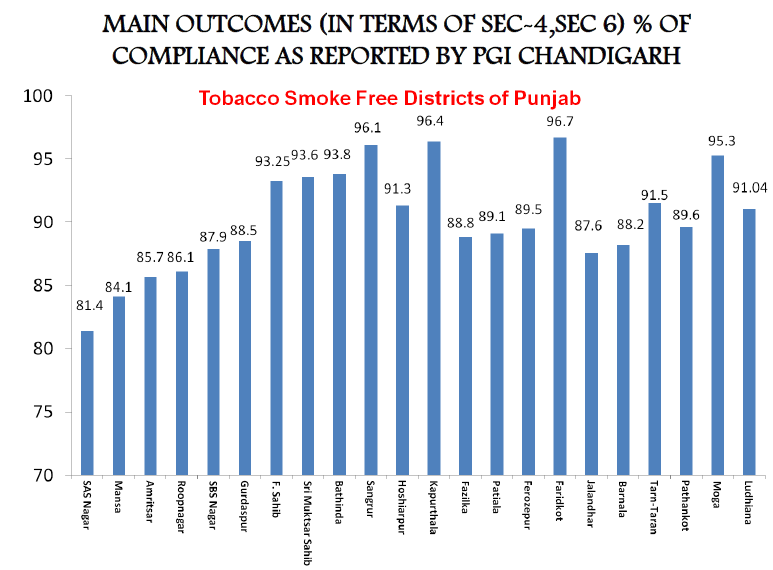 MAIN OUTCOMES (IN TERMS OF SEC-4,SEC 6) % OF
COMPLIANCE AS REPORTED BY PGI CHANDIGARH
Tobacco Smoke Free Districts of Punjab
100
95
90
85
80
75
70
81.4
84.1
85.7
86.1
87.9
88.5
93.25
93.6
93.8
96.1
91.3
96.4
88.8
89.1
89.5
96.7
87.6
88.2
91.5
89.6
95.3
91.04
SAS Nagar
Mansa
Amritsar
Roopnagar
SBS Nagar
Gurdaspur
F. Sahib
Sri Muktsar Sahib
Bathinda
Sangrur
Hoshiarpur
Kapurthala
Fazilka
Patiala
Ferozepur
Faridkot
Jalandhar
Barnala
Tarn-Taran
Pathankot
Moga
Ludhiana